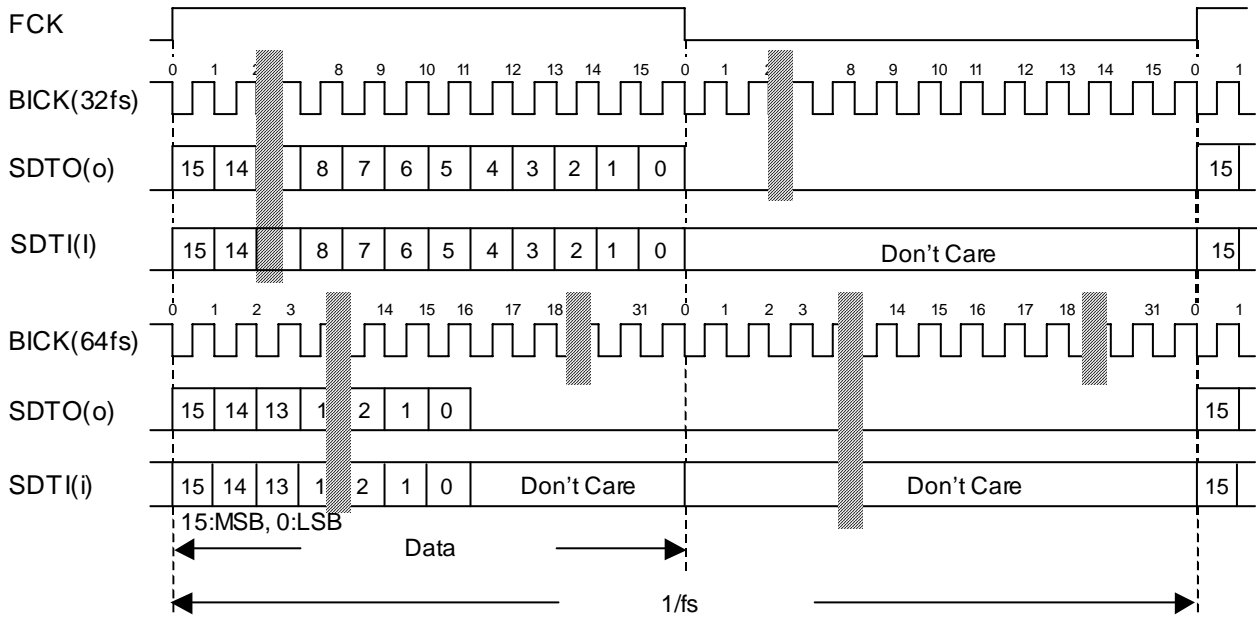 FCK
0 1 2 8 9 10 11 12 13 14 15 0 1 2 8 9 10 11 12 13 14 15 0 1
BICK(32fs)
SDTO(o) 15 14 8 7 6 5 4 3 2 1 0 15
SDTI(I) 15 14 8 7 6 5 4 3 2 1 0 Don't Care 15
0 1 2 3 14 15 16 17 18 31 0 1 2 3 14 15 16 17 18 31 0 1
BICK(64fs)
SDTO(o) 15 14 13 1 2 1 0 15
SDTI(i) 15 14 13 1 2 1 0 Don't Care Don't Care 15
15:MSB, 0:LSB
Data
1/fs